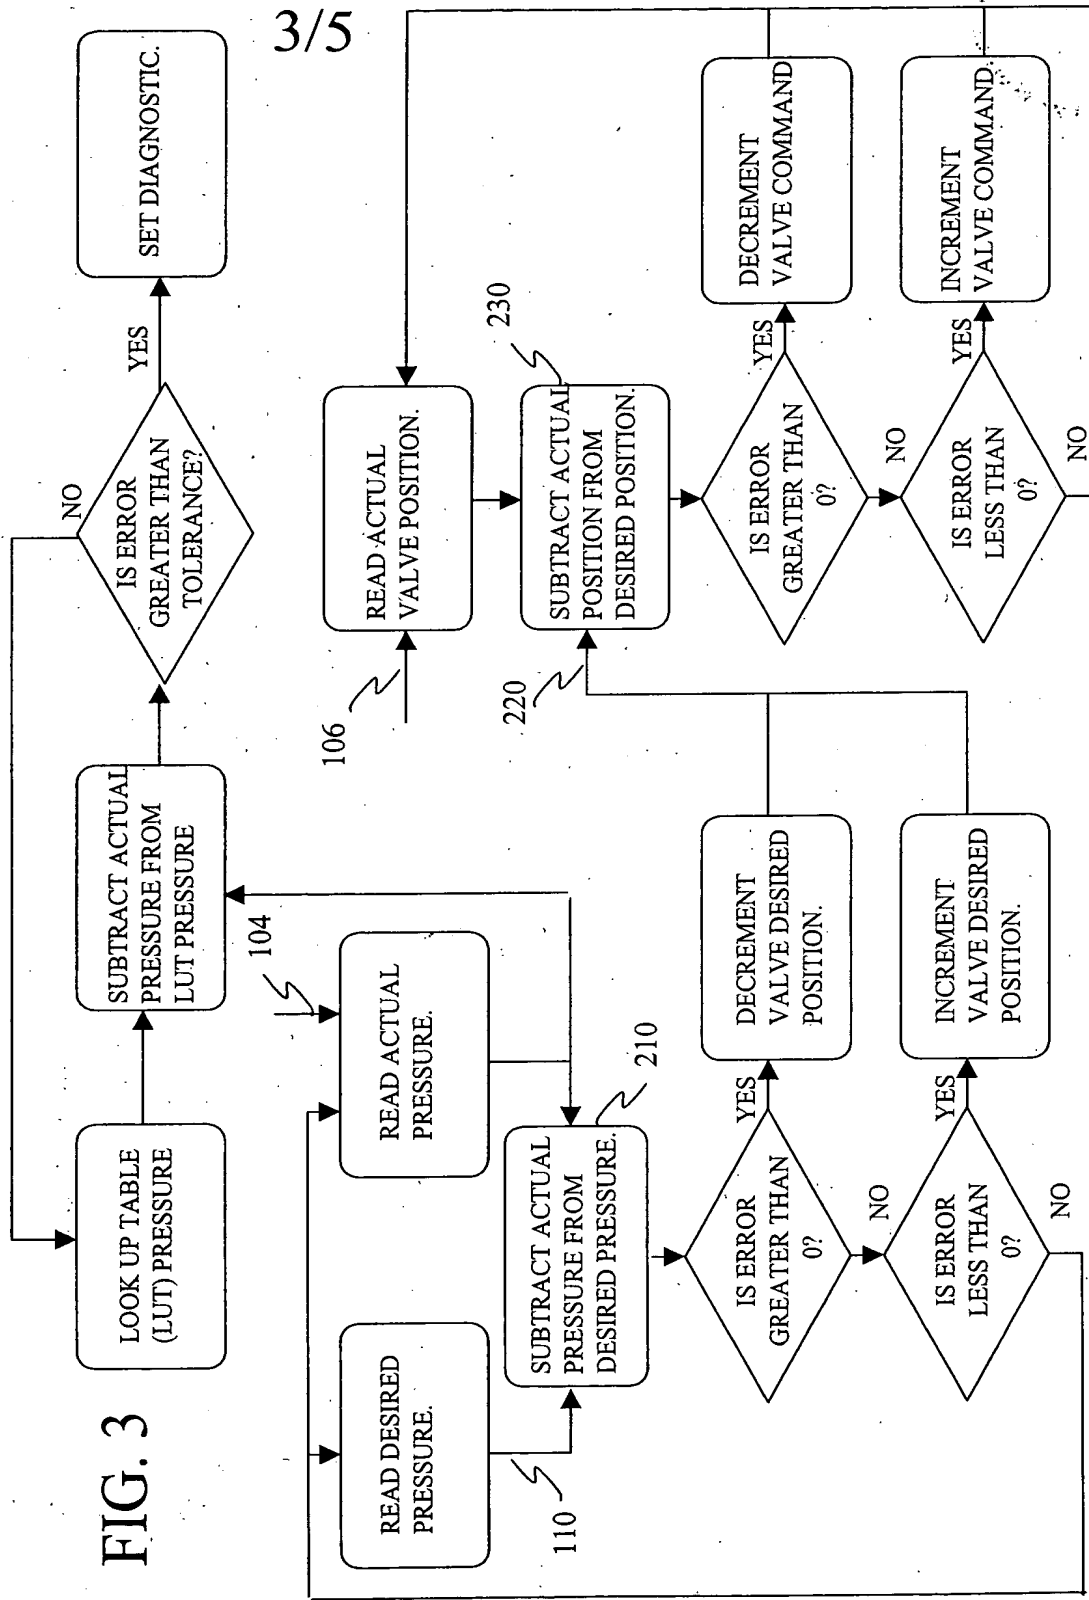 3/5
FIG. 3
LOOK UP TABLE
(LUT) PRESSURE
SUBTRACT ACTUAL
PRESSURE FROM
LUT PRESSURE
IS ERROR
GREATER THAN
TOLERANCE?
NO
YES
SET DIAGNOSTIC.
READ DESIRED
PRESSURE.
110
READ ACTUAL
PRESSURE.
104
SUBTRACT ACTUAL
PRESSURE FROM
DESIRED PRESSURE.
210
IS ERROR
GREATER THAN
0?
YES
NO
DECREMENT
VALVE DESIRED
POSITION.
IS ERROR
LESS THAN
0?
YES
NO
INCREMENT
VALVE DESIRED
POSITION.
106
READ ACTUAL
VALVE POSITION.
220
SUBTRACT ACTUAL
POSITION FROM
DESIRED POSITION.
230
IS ERROR
GREATER THAN
0?
YES
NO
DECREMENT
VALVE COMMAND
IS ERROR
LESS THAN
0?
YES
NO
INCREMENT
VALVE COMMAND